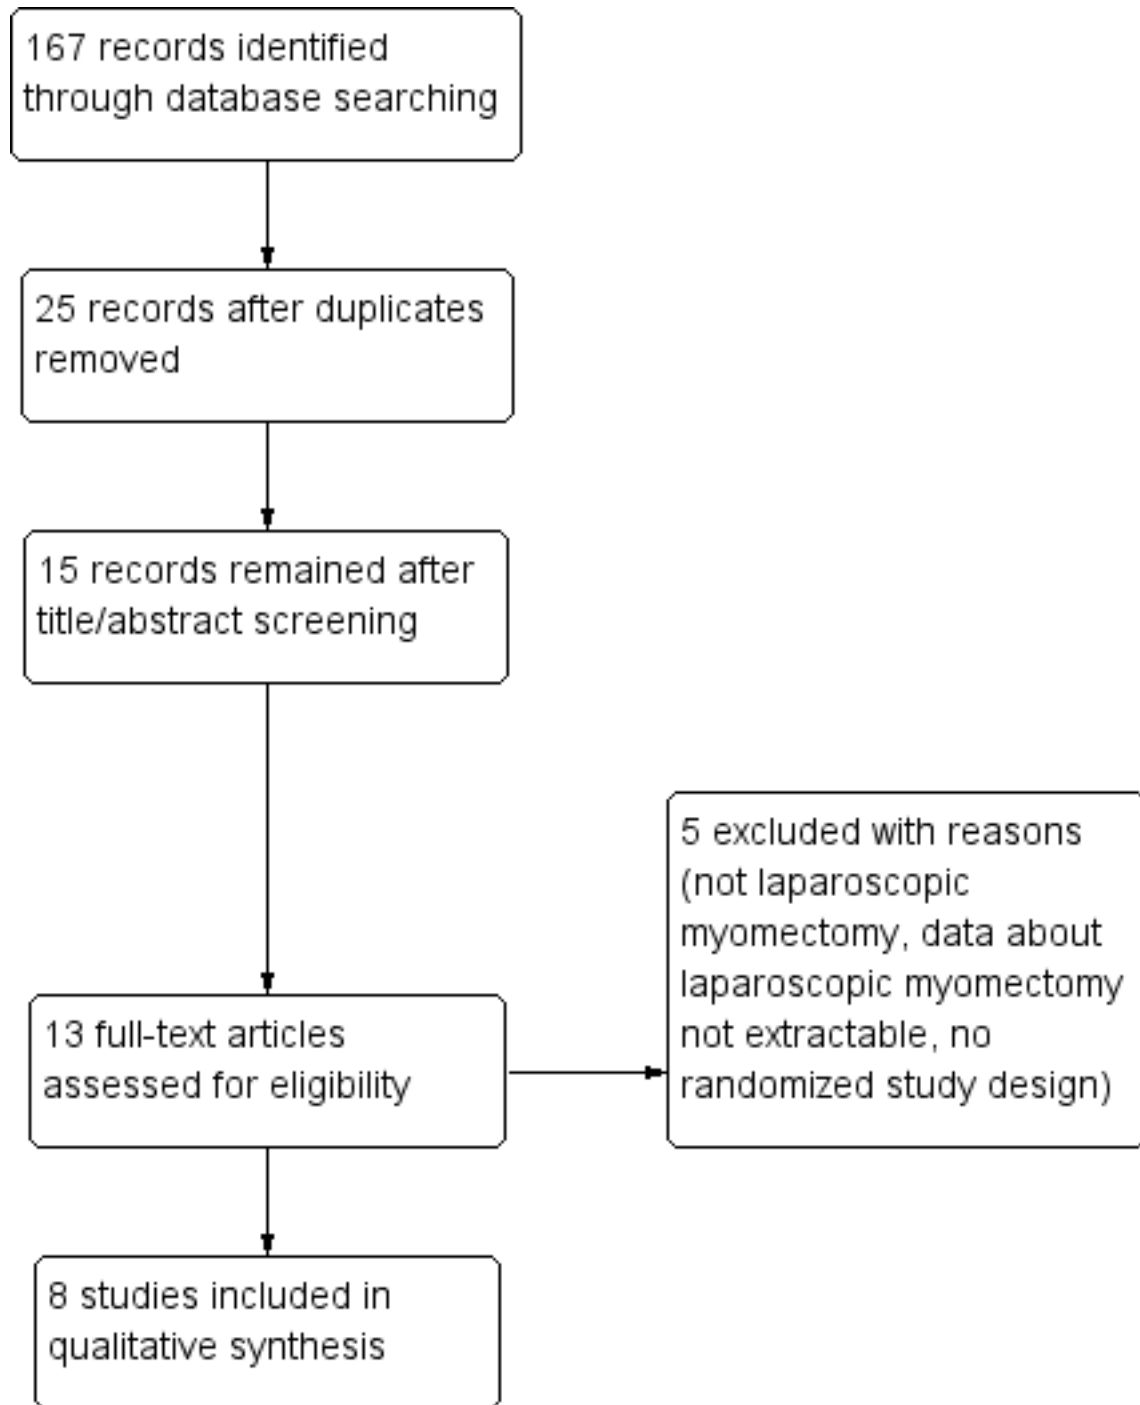 167 records identified
through database searching
25 records after duplicates
removed
15 records remained after
title/abstract screening
5 excluded with reasons
(not laparoscopic
myomectomy, data about
laparoscopic myomectomy
not extractable, no
randomized study design)
13 full-text articles
assessed for eligibility
8 studies included in
qualitative synthesis